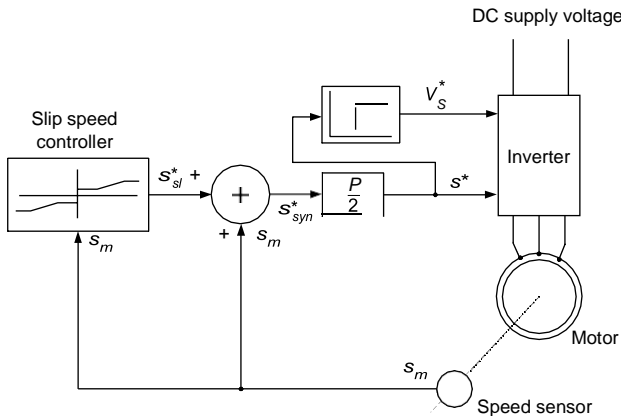 DC supply voltage
V*S
Slip speed
controller
Inverter
s*sl +
+
P
2
s*
s*syn
+
sm
sm
Motor
sm
Speed sensor